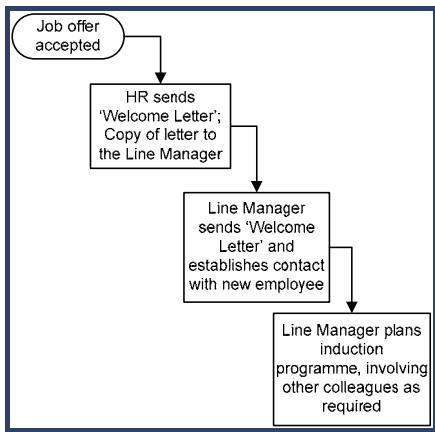 Job offer
accepted
HR sends
‘Welcome Letter’;
Copy of letter to
the Line Manager
Line Manager
sends ‘Welcome
Letter’ and
establishes contact
with new employee
Line Manager plans
induction
programme, involving
other colleagues as
required